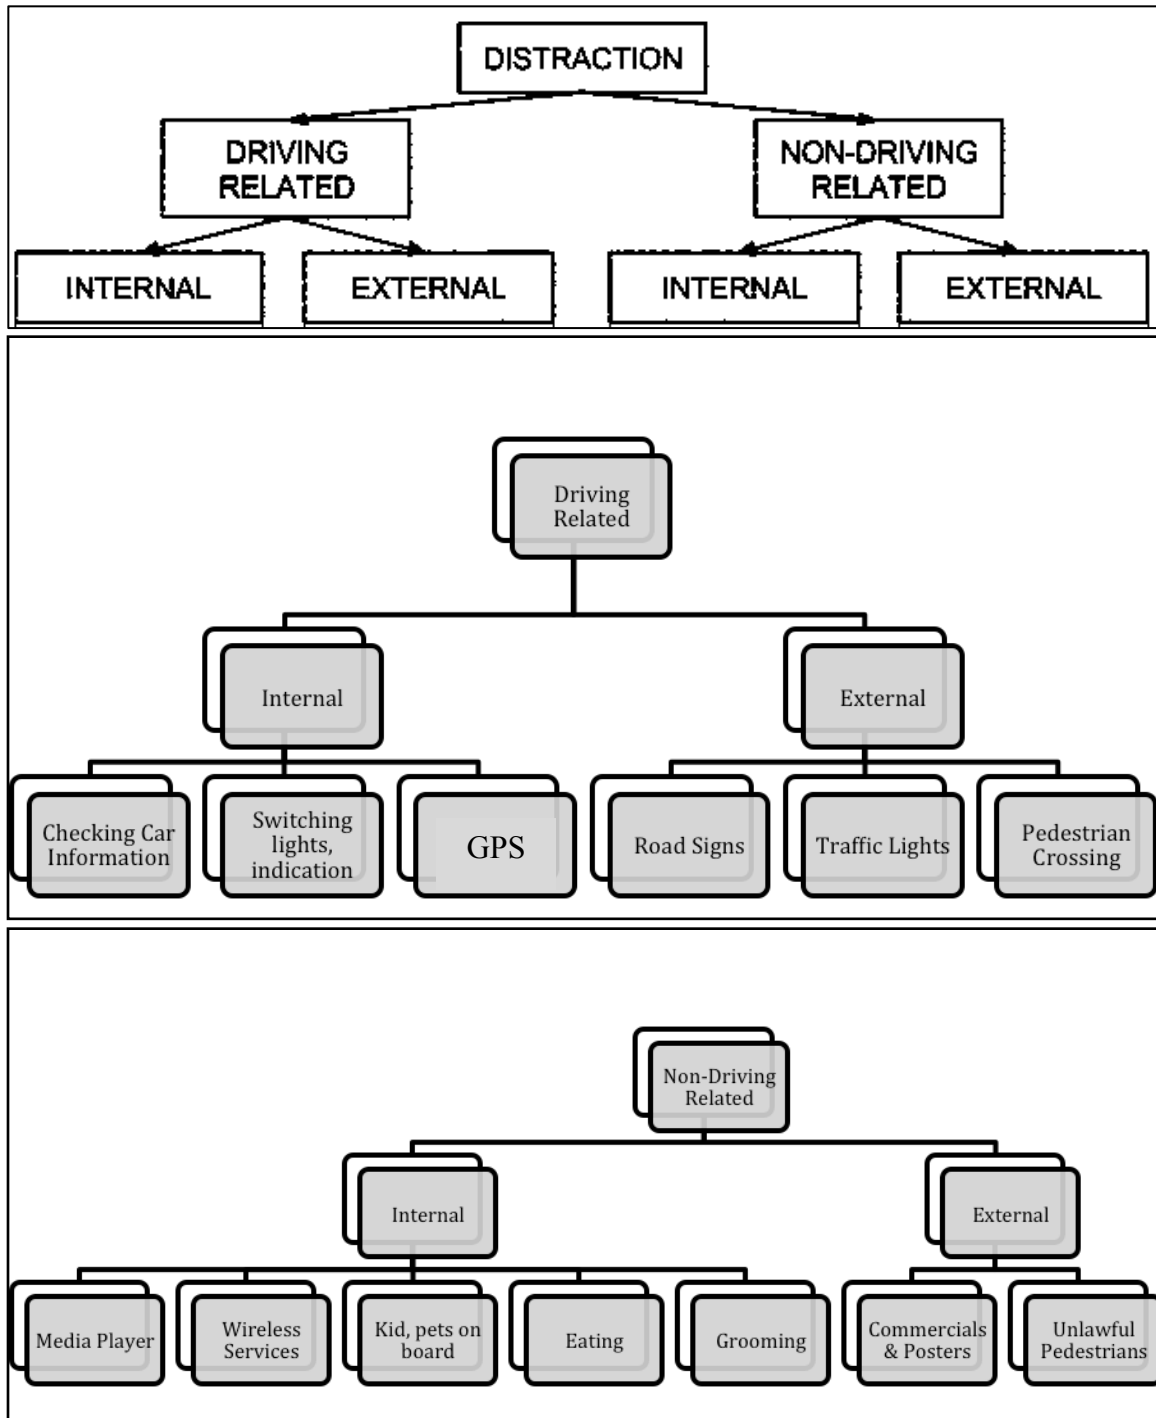 DISTRACTION
DRIVING
RELATED
NON-DRIVING
RELATED
INTERNAL
EXTERNAL
INTERNAL
EXTERNAL
Driving
Related
Internal
External
Checking Car
Information
Switching
lights,
indication
GPS
Road Signs
Traffic Lights
Pedestrian
Crossing
Non-Driving
Related
Internal
External
Media Player
Wireless
Services
Kid, pets on
board
Eating
Grooming
Commercials
& Posters
Unlawful
Pedestrians